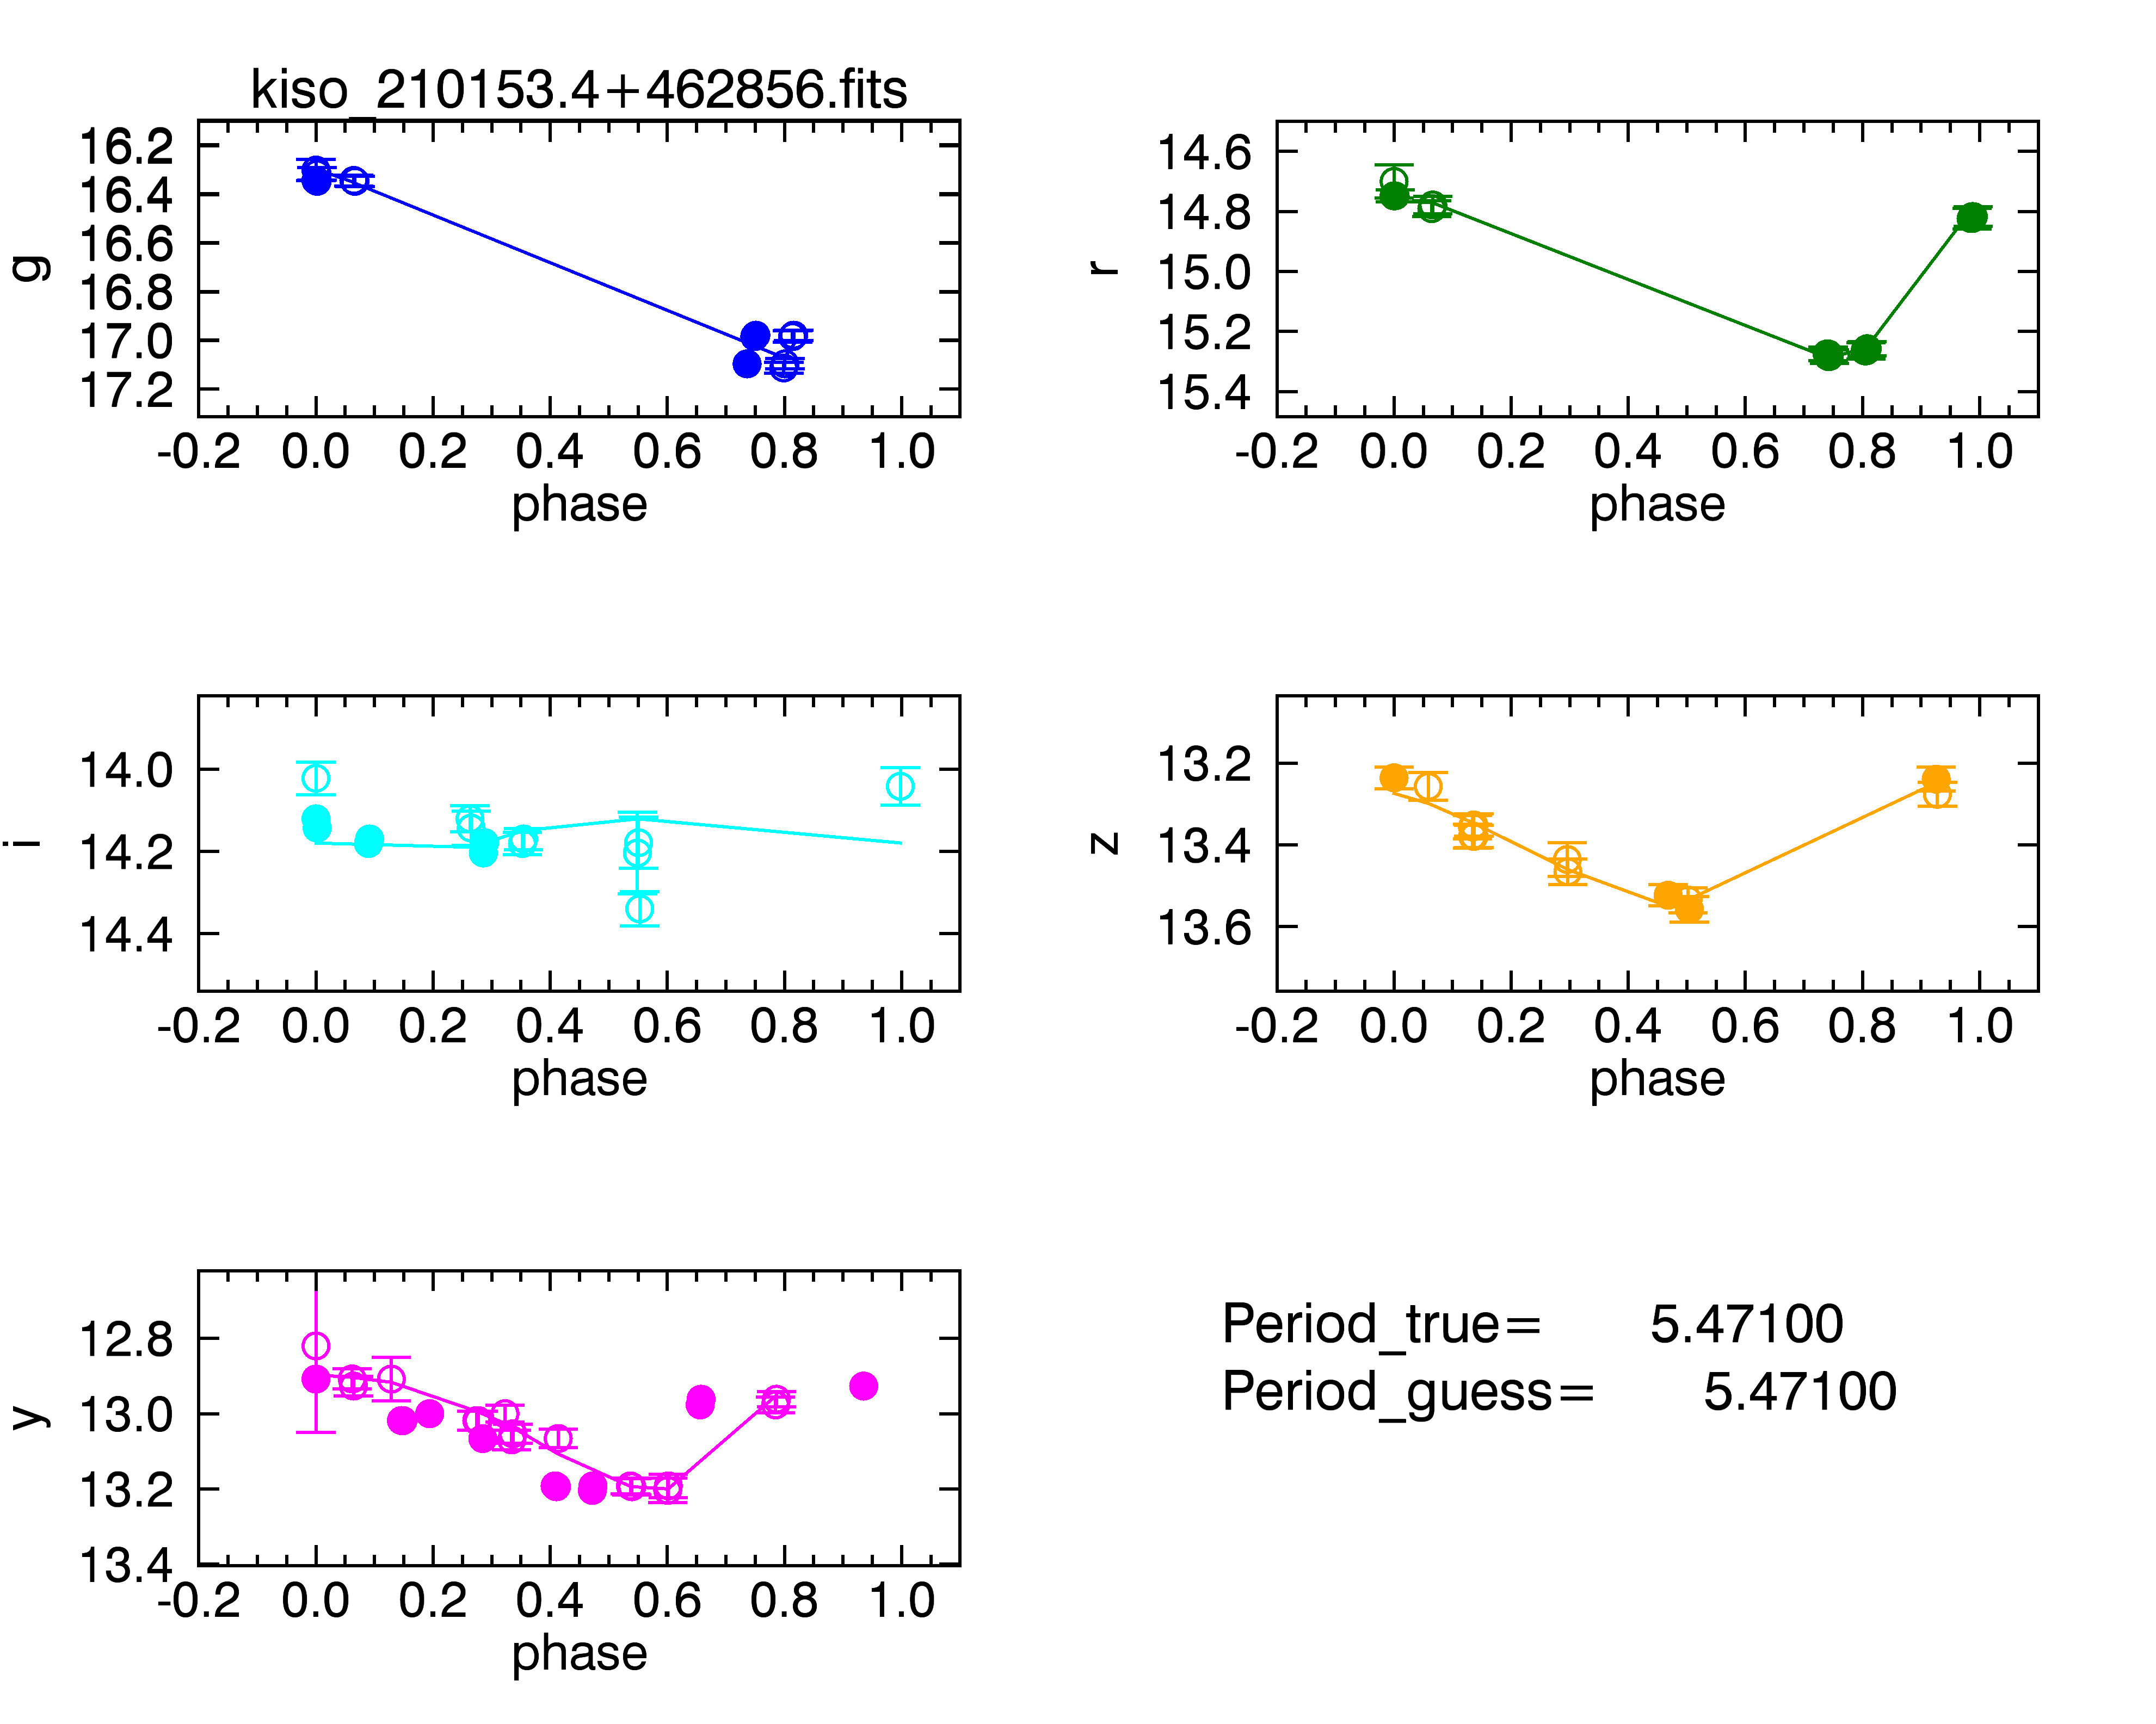 kiso_210153.4+462856.fits
g
16.2
16.4
16.6
16.8
17.0
17.2
-0.2 0.0 0.2 0.4 0.6 0.8 1.0
phase
r
14.6
14.8
15.0
15.2
15.4
-0.2 0.0 0.2 0.4 0.6 0.8 1.0
phase
i
14.0
14.2
14.4
-0.2 0.0 0.2 0.4 0.6 0.8 1.0
phase
z
13.2
13.4
13.6
-0.2 0.0 0.2 0.4 0.6 0.8 1.0
phase
y
12.8
13.0
13.2
13.4
-0.2 0.0 0.2 0.4 0.6 0.8 1.0
phase
Period_true= 5.47100
Period_guess= 5.47100